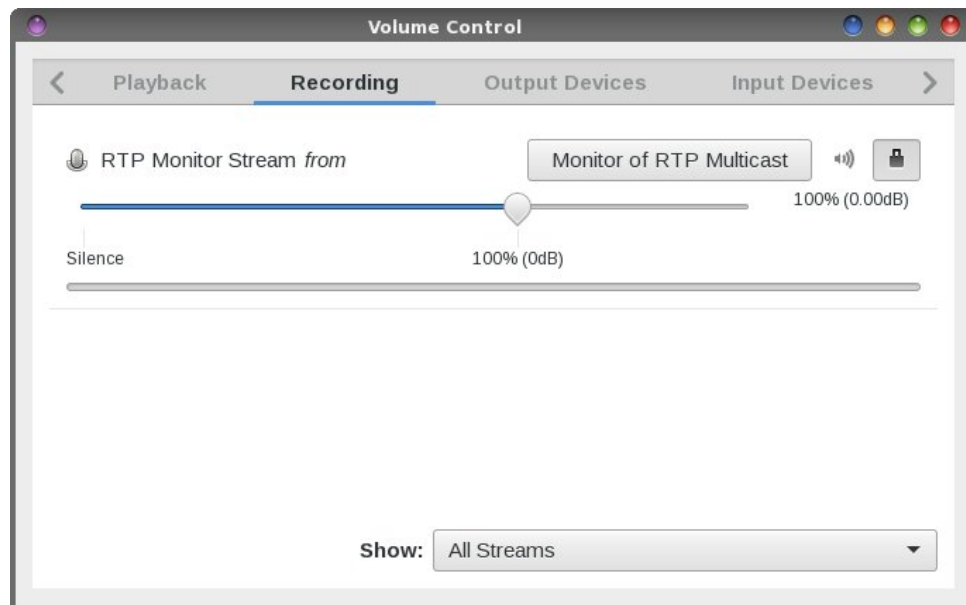 Volume Control
Playback Recording Output Devices Input Devices
RTP Monitor Stream from Monitor of RTP Multicast
100% (0.00dB)
Silence 100% (0dB)
Show: All Streams